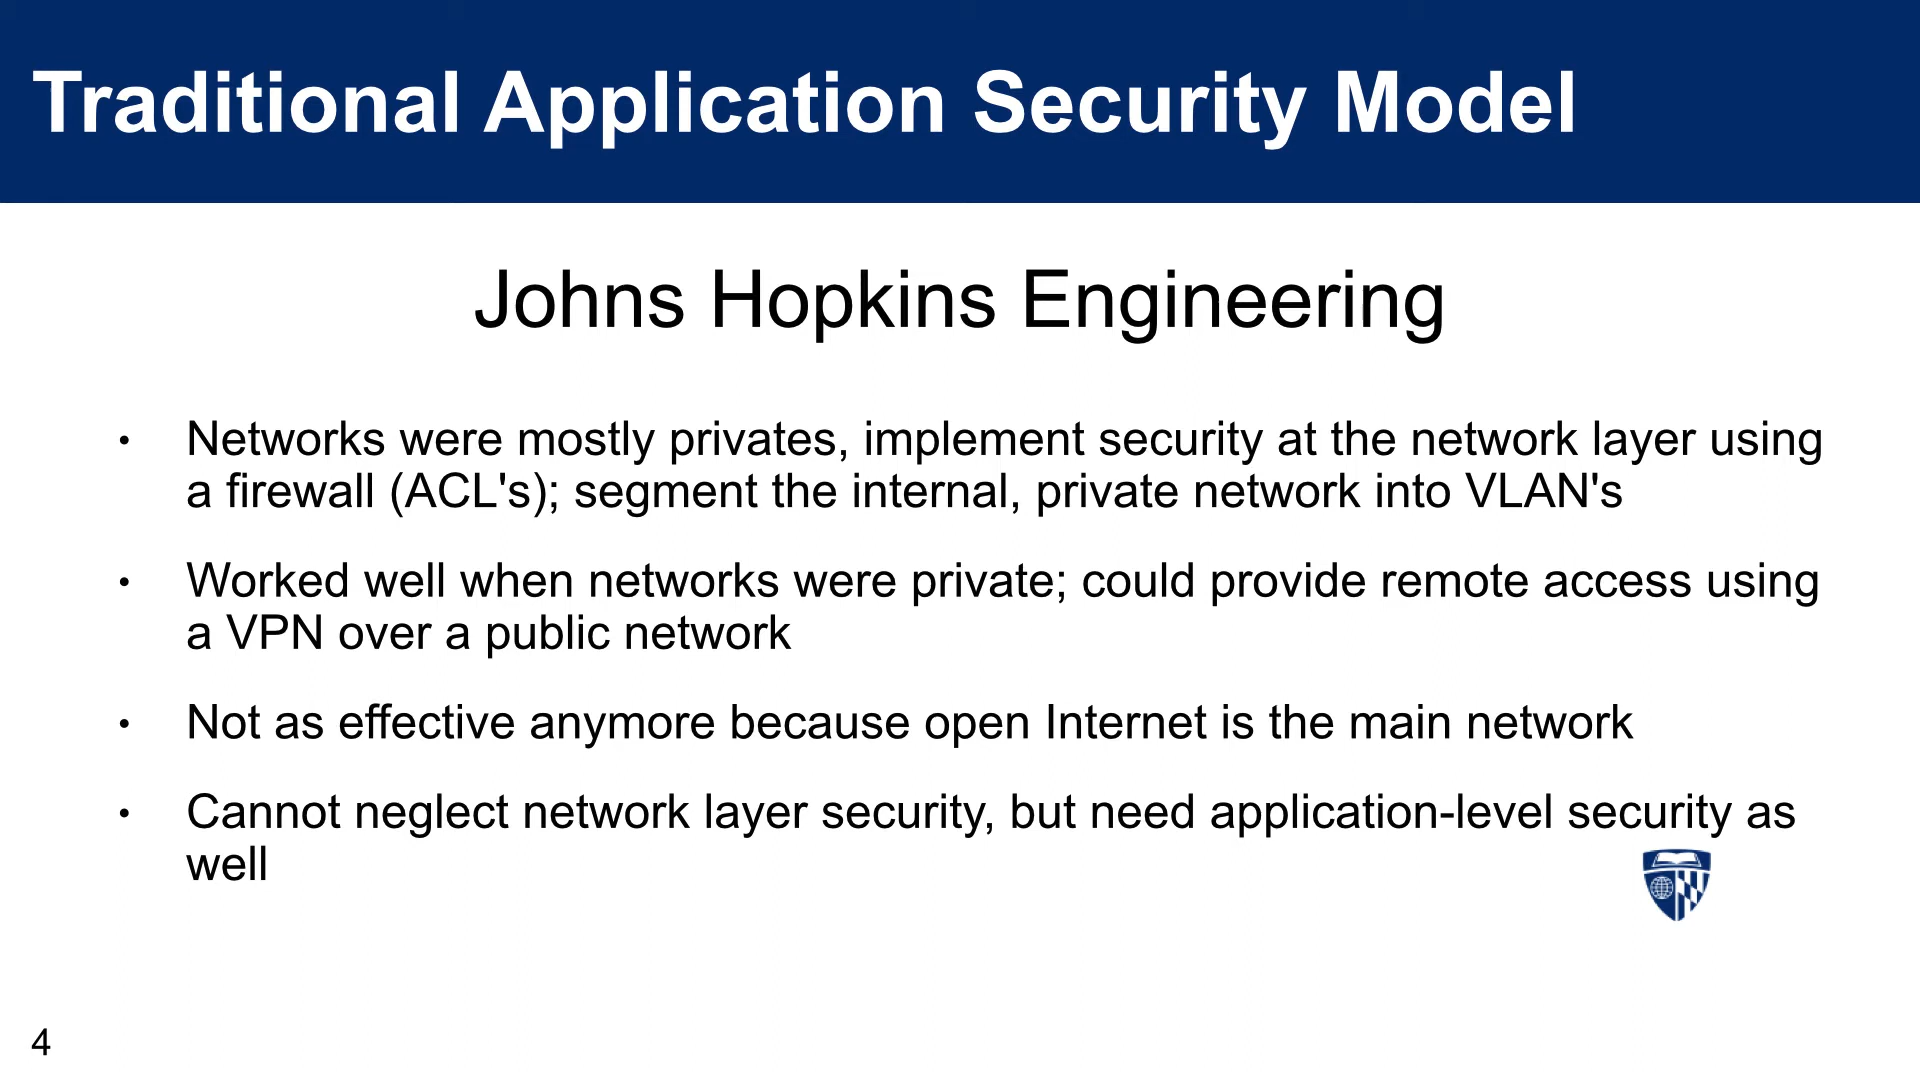 Traditional Application Security Model
Johns Hopkins Engineering
• Networks were mostly privates, implement security at the network layer using
a firewall (ACL's); segment the internal, private network into VLAN's
• Worked well when networks were private; could provide remote access using
a VPN over a public network
• Not as effective anymore because open Internet is the main network
• Cannot neglect network layer security, but need application-level security as
well
4